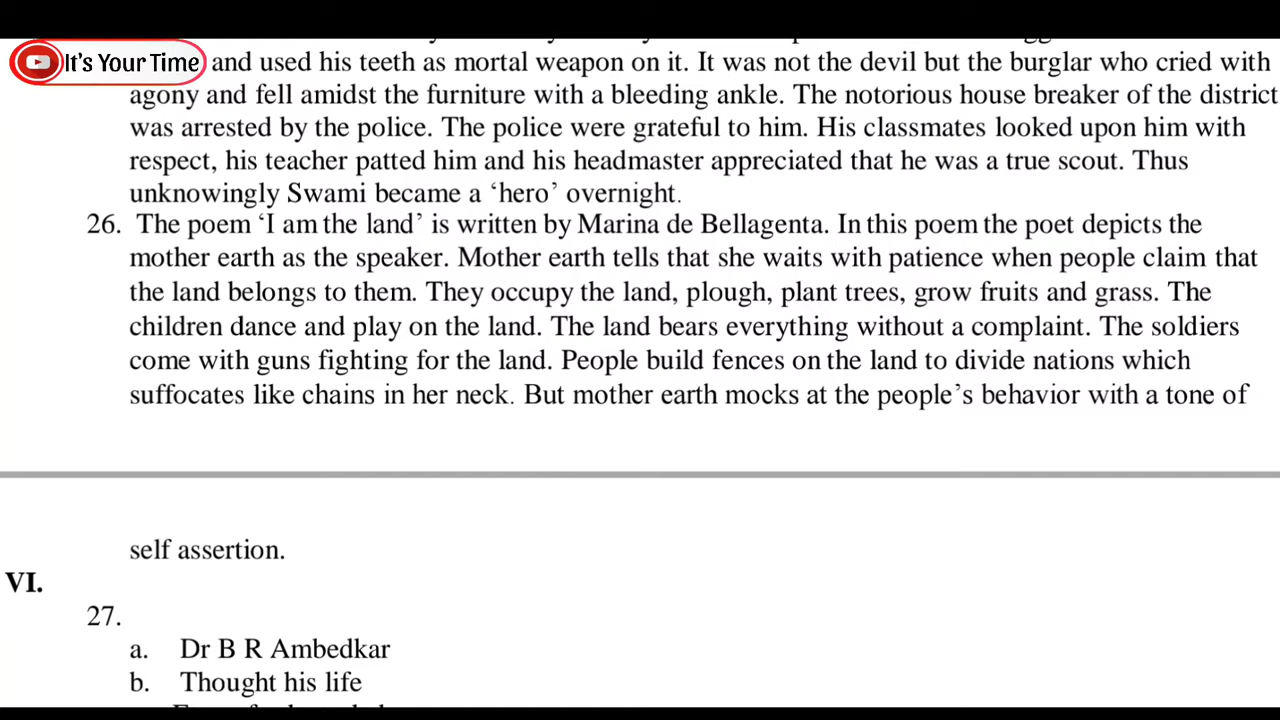 It's Your Time
and used his teeth as mortal weapon on it. It was not the devil but the burglar who cried with
agony and fell amidst the furniture with a bleeding ankle. The notorious house breaker of the district
was arrested by the police. The police were grateful to him. His classmates looked upon him with
respect, his teacher patted him and his headmaster appreciated that he was a true scout. Thus
unknowingly Swami became a ‘hero’ overnight.
26. The poem ‘I am the land’ is written by Marina de Bellagenta. In this poem the poet depicts the
mother earth as the speaker. Mother earth tells that she waits with patience when people claim that
the land belongs to them. They occupy the land, plough, plant trees, grow fruits and grass. The
children dance and play on the land. The land bears everything without a complaint. The soldiers
come with guns fighting for the land. People build fences on the land to divide nations which
suffocates like chains in her neck. But mother earth mocks at the people’s behavior with a tone of
self assertion.
VI.
27.
a. Dr B R Ambedkar
b. Thought his life